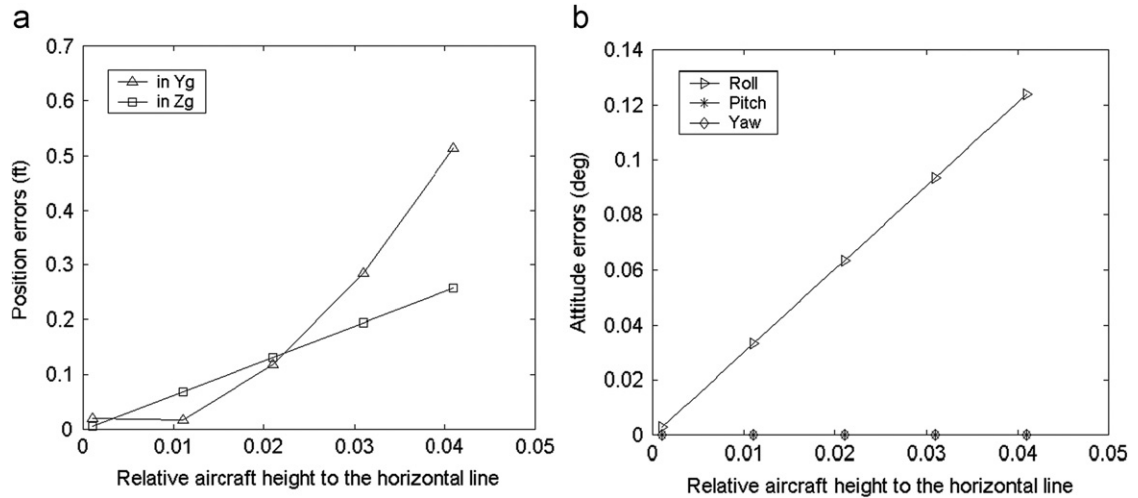 a
0.7
0.6
0.5
0.4
0.3
0.2
0.1
0
Position errors (ft)
in Yg
in Zg
0
0.01
0.02
0.03
0.04
0.05
Relative aircraft height to the horizontal line
b
0.14
0.12
0.1
0.08
0.06
0.04
0.02
0
Attitude errors (deg)
Roll
Pitch
Yaw
0
0.01
0.02
0.03
0.04
0.05
Relative aircraft height to the horizontal line